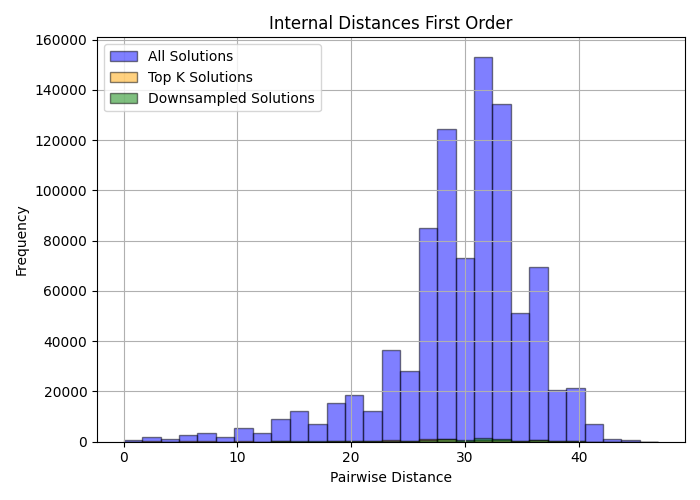 Internal Distances First Order
All Solutions
Top K Solutions
Downsampled Solutions
160000
140000
120000
100000
80000
60000
40000
20000
0
Frequency
0 10 20 30 40
Pairwise Distance